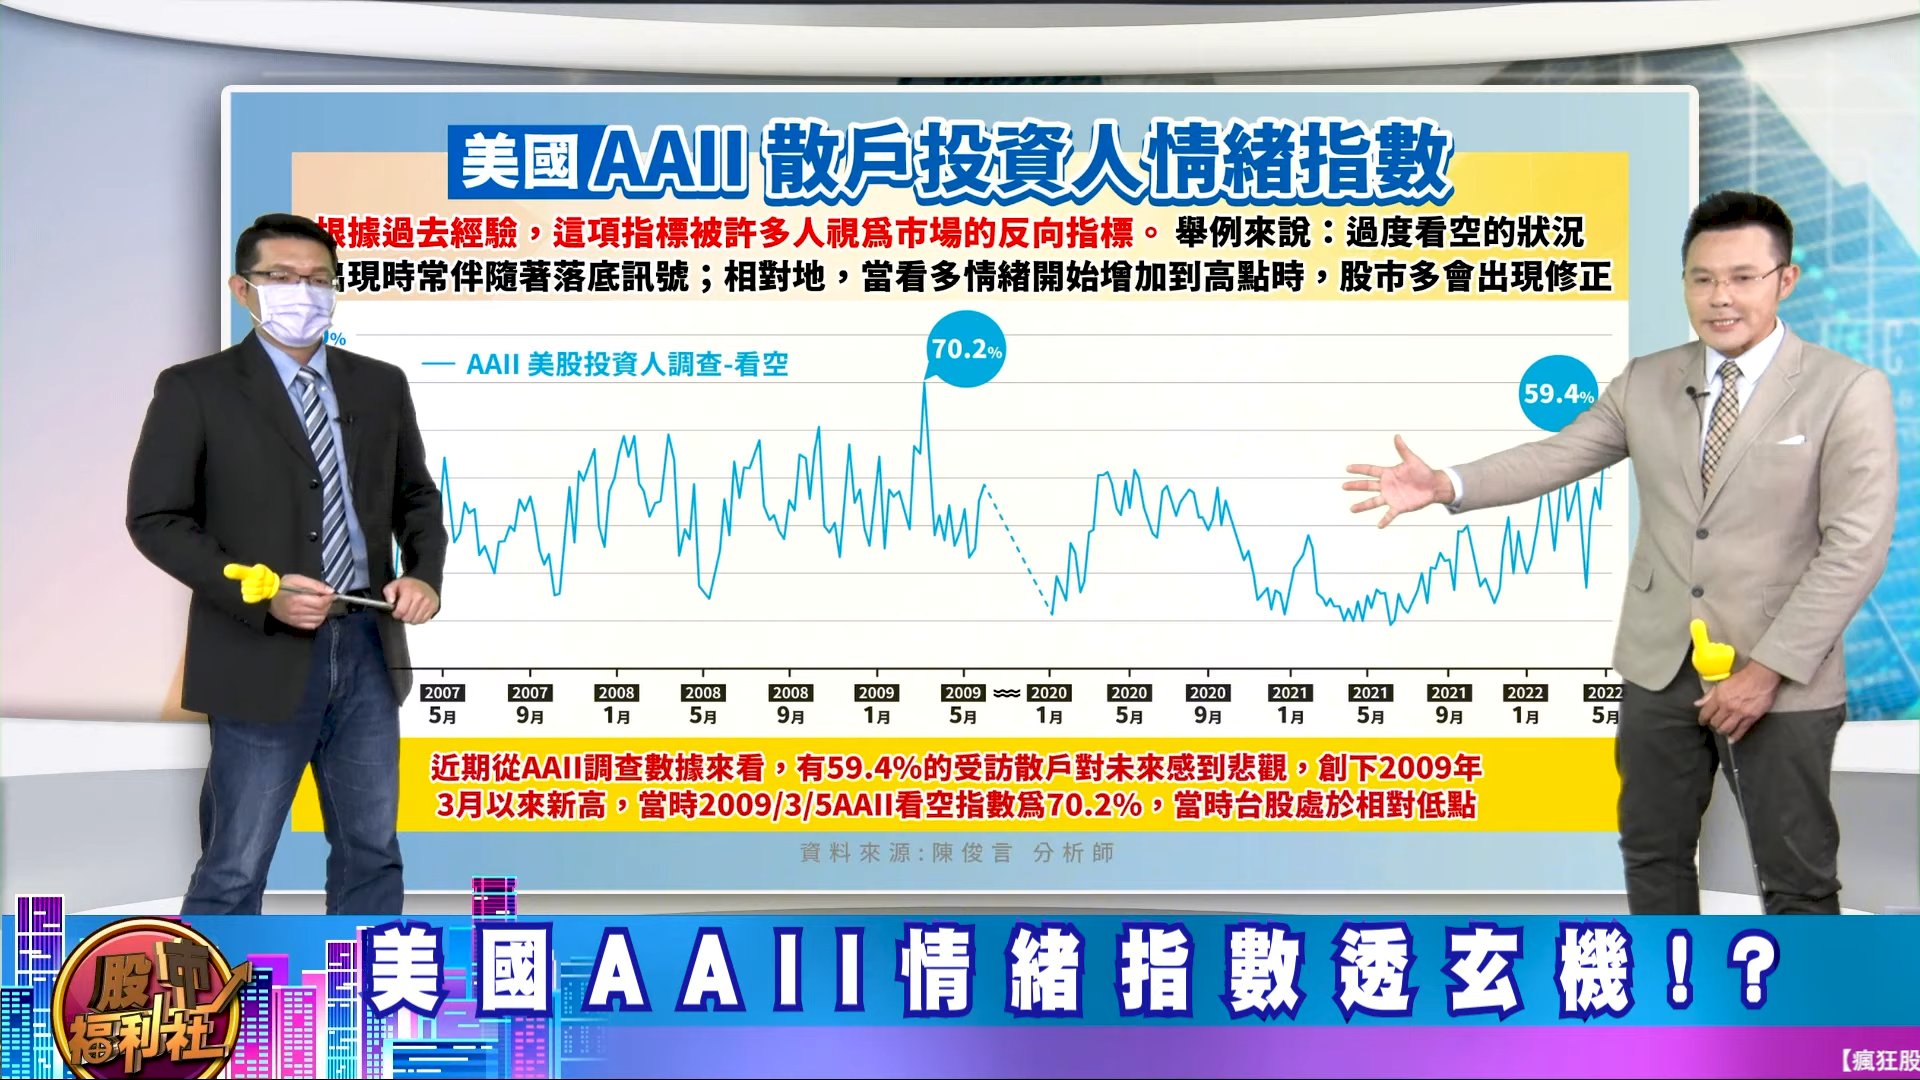 美國AAII 散戶投資人情緒指數
根據過去經驗，這項指標被許多人視為市場的反向指標。舉例來說：過度看空的狀況
出現時常伴隨著落底訊號；相對地，當看多情緒開始增加到高點時，股市多會出現修正
%
AAII 美股投資人調查-看空
70.2%
59.4%
2007 2007 2008 2008 2008 2009 2009 2020 2020 2020 2021 2021 2021 2022 2022
5月 9月 1月 5月 9月 1月 5月 1月 5月 9月 1月 5月 9月 1月 5月
近期從AAII調查數據來看，有59.4%的受訪散戶對未來感到悲觀，創下2009年
3月以來新高，當時2009/3/5AAII看空指數為70.2%，當時台股處於相對低點
資料來源:陳俊言 分析師
美國AAII情緒指數透玄機!?
股市
福利社
【瘋狂股